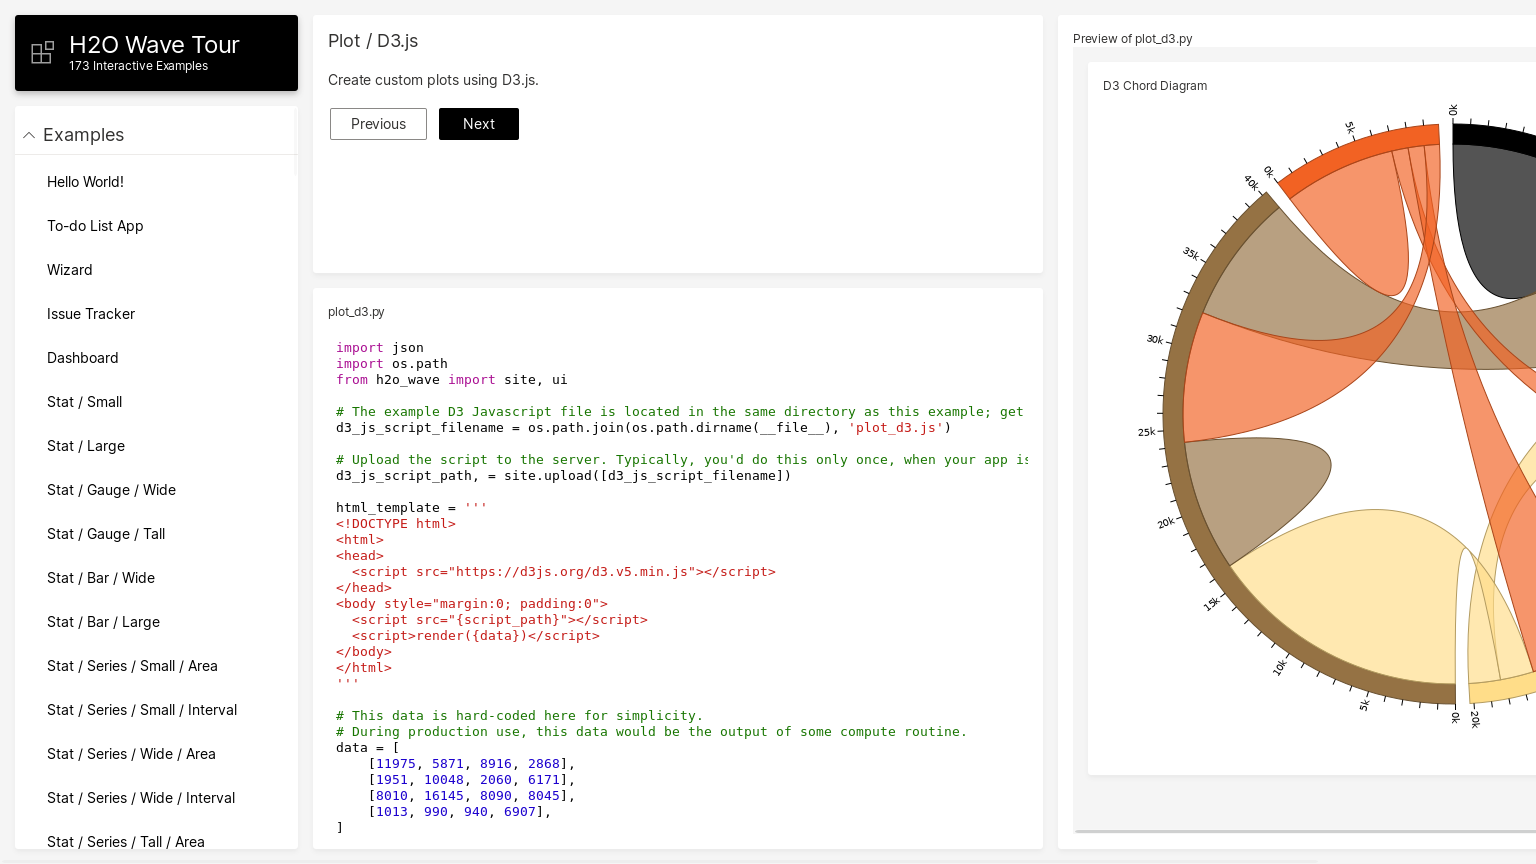 H2O Wave Tour
173 Interactive Examples
Examples
Hello World!
To-do List App
Wizard
Issue Tracker
Dashboard
Stat / Small
Stat / Large
Stat / Gauge / Wide
Stat / Gauge / Tall
Stat / Bar / Wide
Stat / Bar / Large
Stat / Series / Small / Area
Stat / Series / Small / Interval
Stat / Series / Wide / Area
Stat / Series / Wide / Interval
Stat / Series / Tall / Area
Plot / D3.js
Create custom plots using D3.js.
Previous
Next
plot_d3.py
import json
import os.path
from h2o_wave import site, ui
# The example D3 Javascript file is located in the same directory as this example; get
d3_js_script_filename = os.path.join(os.path.dirname(__file__), 'plot_d3.js')
# Upload the script to the server. Typically, you'd do this only once, when your app is
d3_js_script_path, = site.upload([d3_js_script_filename])
html_template = '''
<!DOCTYPE html>
<html>
<head>
  <script src="https://d3js.org/d3.v5.min.js"></script>
</head>
<body style="margin:0; padding:0">
  <script src="{script_path}"></script>
  <script>render({data})</script>
</body>
</html>
'''
# This data is hard-coded here for simplicity.
# During production use, this data would be the output of some compute routine.
data = [
    [11975, 5871, 8916, 2868],
    [1951, 10048, 2060, 6171],
    [8010, 16145, 8090, 8045],
    [1013, 990, 940, 6907],
]
Preview of plot_d3.py
D3 Chord Diagram
0k
5k
0k
40k
35k
30k
25k
20k
15k
10k
5k
0k
20k